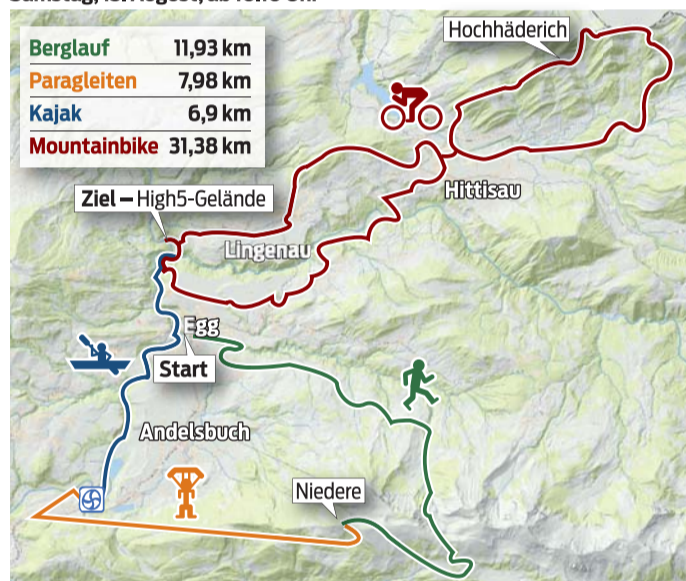 Hochhäderich
Berglauf 11,93 km
Paragleiten 7,98 km
Kajak 6,9 km
Mountainbike 31,38 km
Hittisau
Ziel – High5-Gelände
Lingenau
Egg
Start
Andelsbuch
Niedere